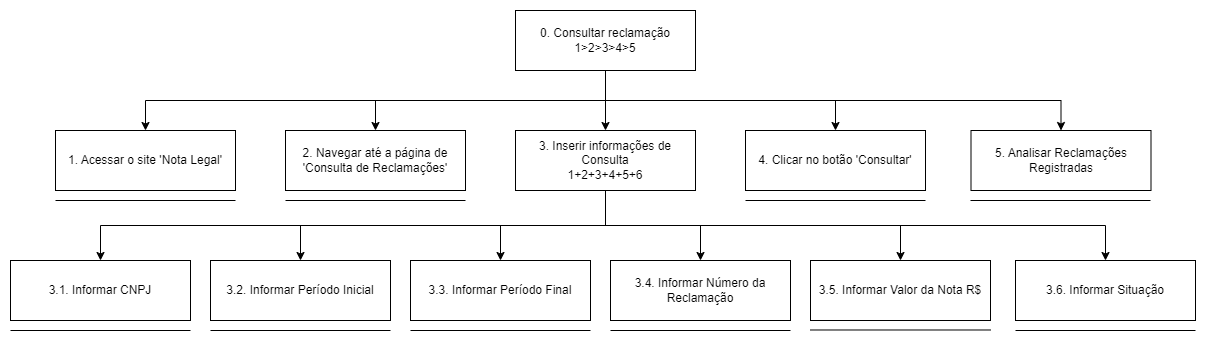 0. Consultar reclamação
1>2>3>4>5
1. Acessar o site 'Nota Legal'
2. Navegar até a página de
'Consulta de Reclamações'
3. Inserir informações de
Consulta
1+2+3+4+5+6
4. Clicar no botão 'Consultar'
5. Analisar Reclamações
Registradas
3.1. Informar CNPJ
3.2. Informar Período Inicial
3.3. Informar Período Final
3.4. Informar Número da
Reclamação
3.5. Informar Valor da Nota R$
3.6. Informar Situação